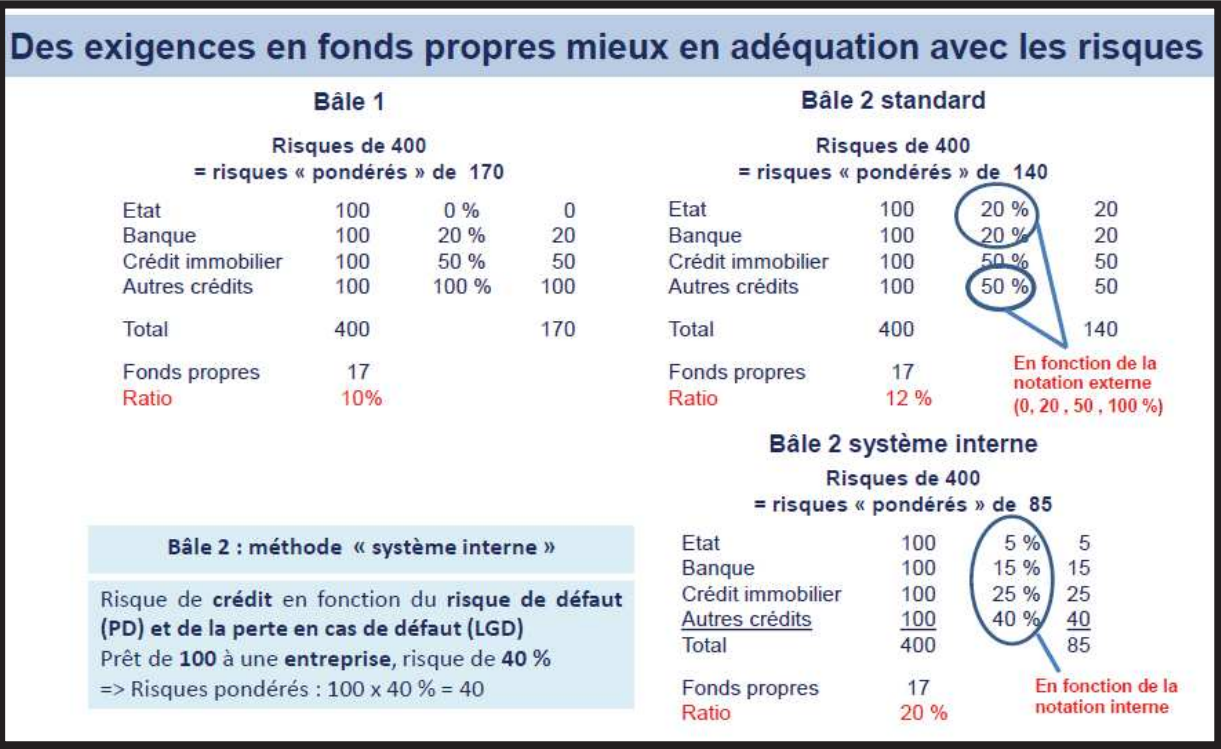 Des exigences en fonds propres mieux en adéquation avec les risques
Bâle 1
Risques de 400
= risques « pondérés » de 170
Etat 100 0 % 0
Banque 100 20 % 20
Crédit immobilier 100 50 % 50
Autres crédits 100 100 % 100
Total 400 170
Fonds propres 17
Ratio 10%
Bâle 2 standard
Risques de 400
= risques « pondérés » de 140
Etat 100 20 % 20
Banque 100 20 % 20
Crédit immobilier 100 50 % 50
Autres crédits 100 50 % 50
Total 400 140
Fonds propres 17
Ratio 12 %
En fonction de la
notation externe
(0, 20 , 50 , 100 %)
Bâle 2 système interne
Risques de 400
= risques « pondérés » de 85
Etat 100 5 % 5
Banque 100 15 % 15
Crédit immobilier 100 25 % 25
Autres crédits 100 40 % 40
Total 400 85
Fonds propres 17
Ratio 20 %
En fonction de la
notation interne
Bâle 2 : méthode « système interne »
Risque de crédit en fonction du risque de défaut
(PD) et de la perte en cas de défaut (LGD)
Prêt de 100 à une entreprise, risque de 40 %
=> Risques pondérés : 100 x 40 % = 40